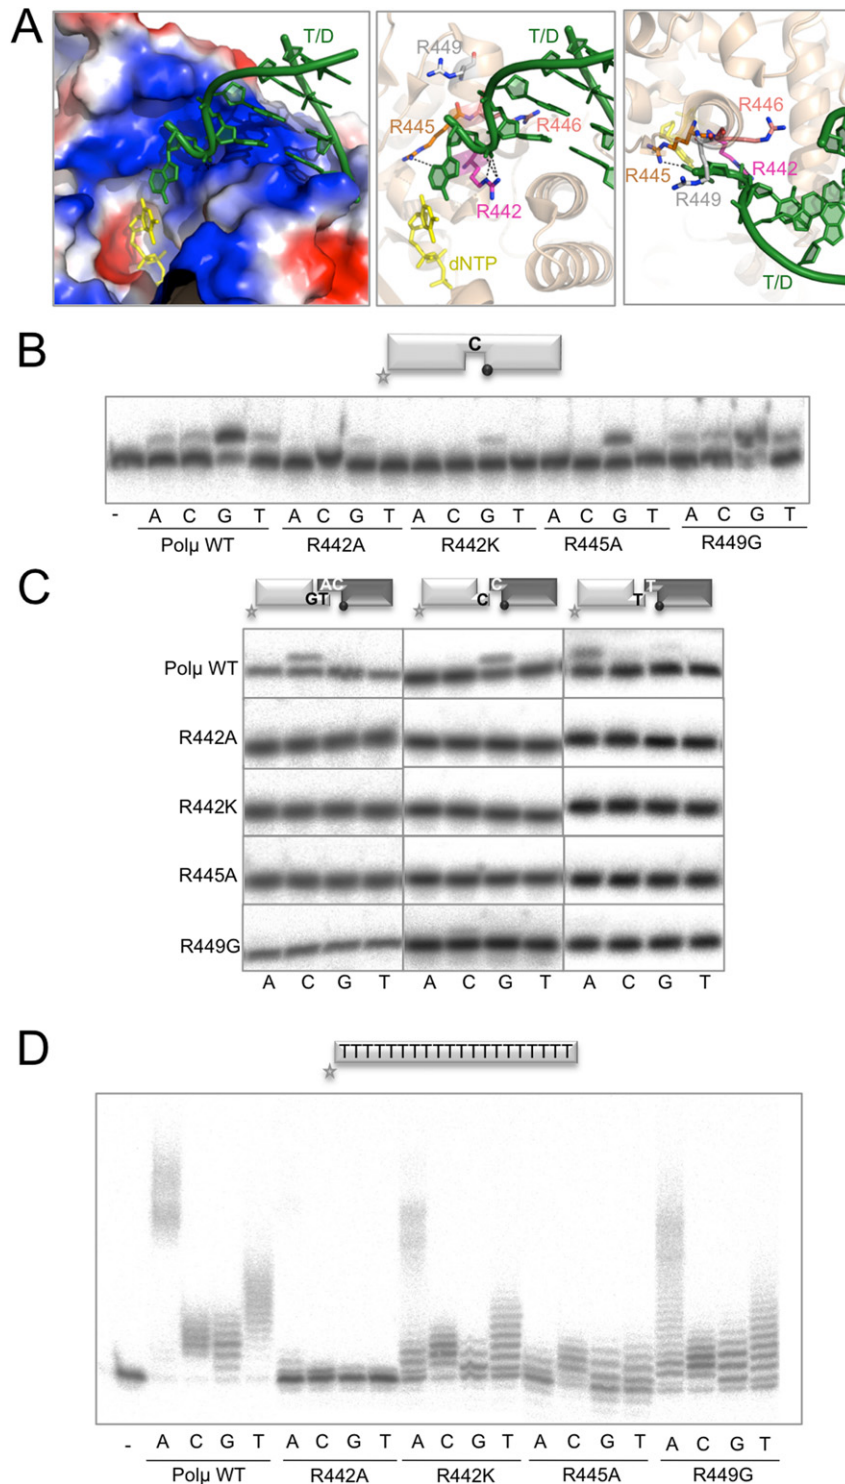 A
T/D
R449
T/D
R445
R446
R442
dNTP
R446
R445
R442
R449
T/D
B
C
- A C G T A C G T A C G T A C G T A C G T
Polμ WT R442A R442K R445A R449G
C
AC C T
GT C T
Polμ WT
R442A
R442K
R445A
R449G
A C G T A C G T A C G T
D
TTTTTTTTTTTTTTTTTTTTT
- A C G T A C G T A C G T A C G T A C G T
Polμ WT R442A R442K R445A R449G